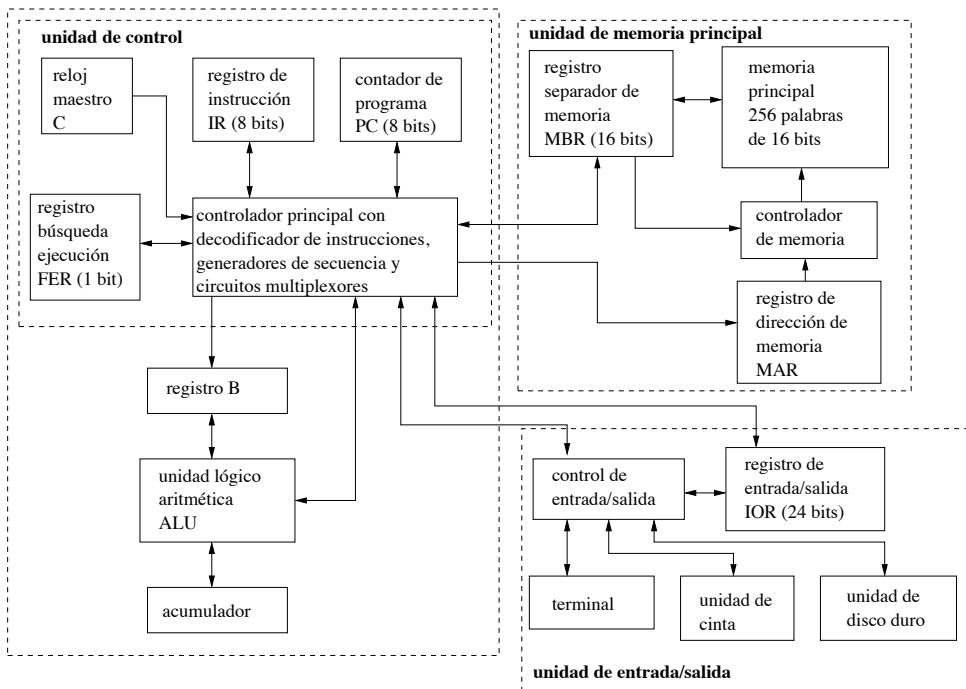 unidad de control
reloj
maestro
C
registro de
instrucción
IR (8 bits)
contador de
programa
PC (8 bits)
registro
búsqueda
ejecución
FER (1 bit)
controlador principal con
decodificador de instrucciones,
generadores de secuencia y
circuitos multiplexores
registro B
unidad lógico
aritmética
ALU
acumulador
unidad de memoria principal
registro
separador de
memoria
MBR (16 bits)
memoria
principal
256 palabras
de 16 bits
controlador
de memoria
registro de
dirección de
memoria
MAR
control de
entrada/salida
registro de
entrada/salida
IOR (24 bits)
terminal
unidad de
cinta
unidad de
disco duro
unidad de entrada/salida